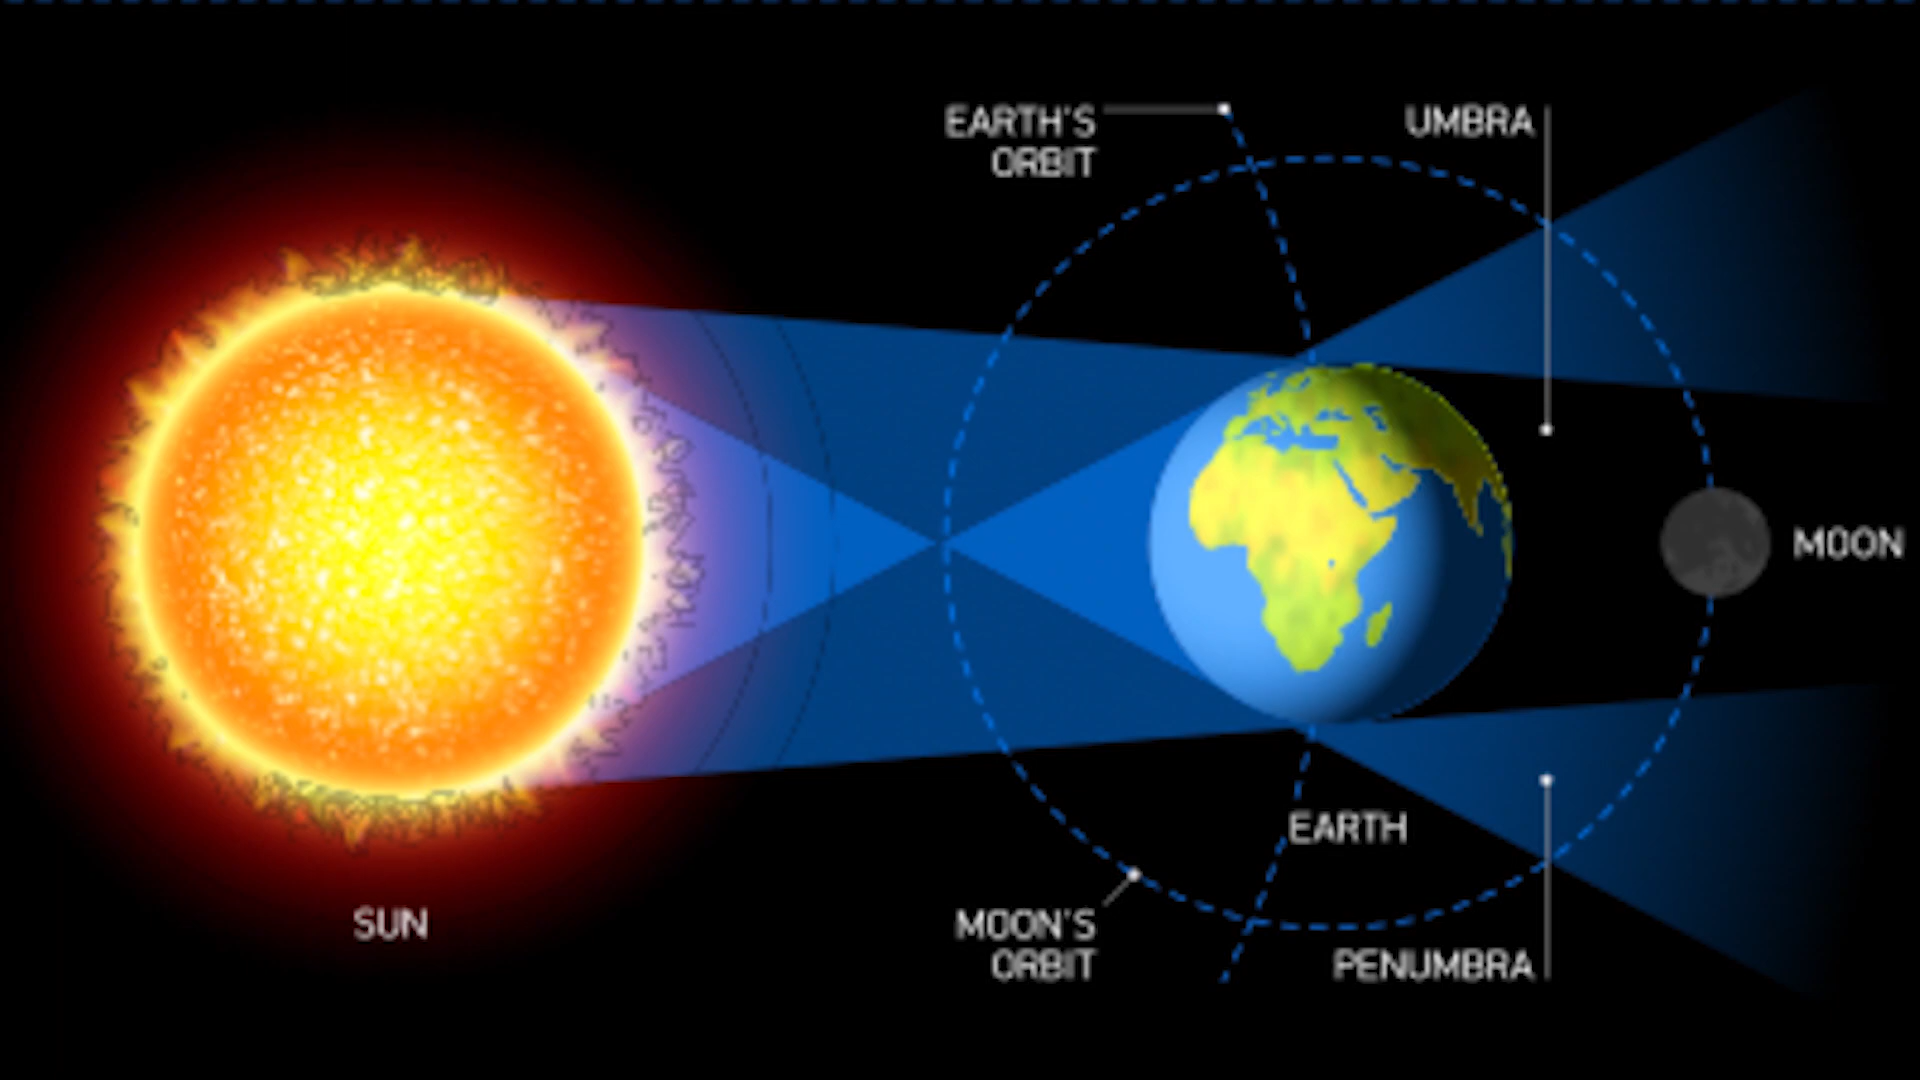 EARTH'S
ORBIT
UMBRA
MOON
EARTH
SUN
MOON'S
ORBIT
PENUMBRA